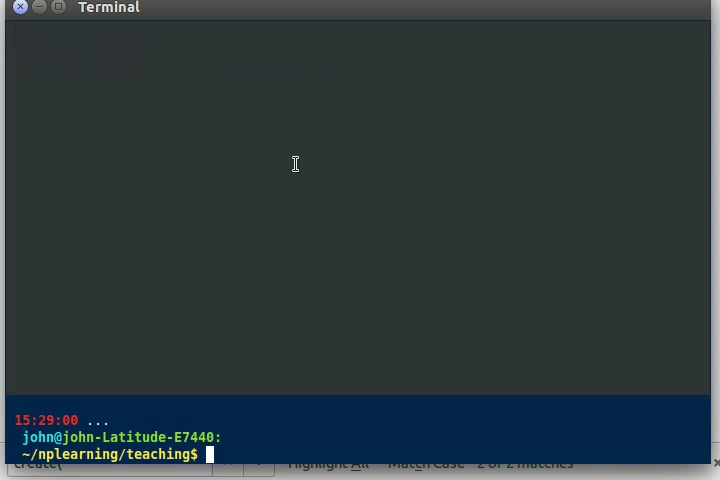 Terminal
15:29:00 ...
john@john-Latitude-E7440:
~/nplearning/teaching$
create( Highlight All Match Case 2 of 2 matches